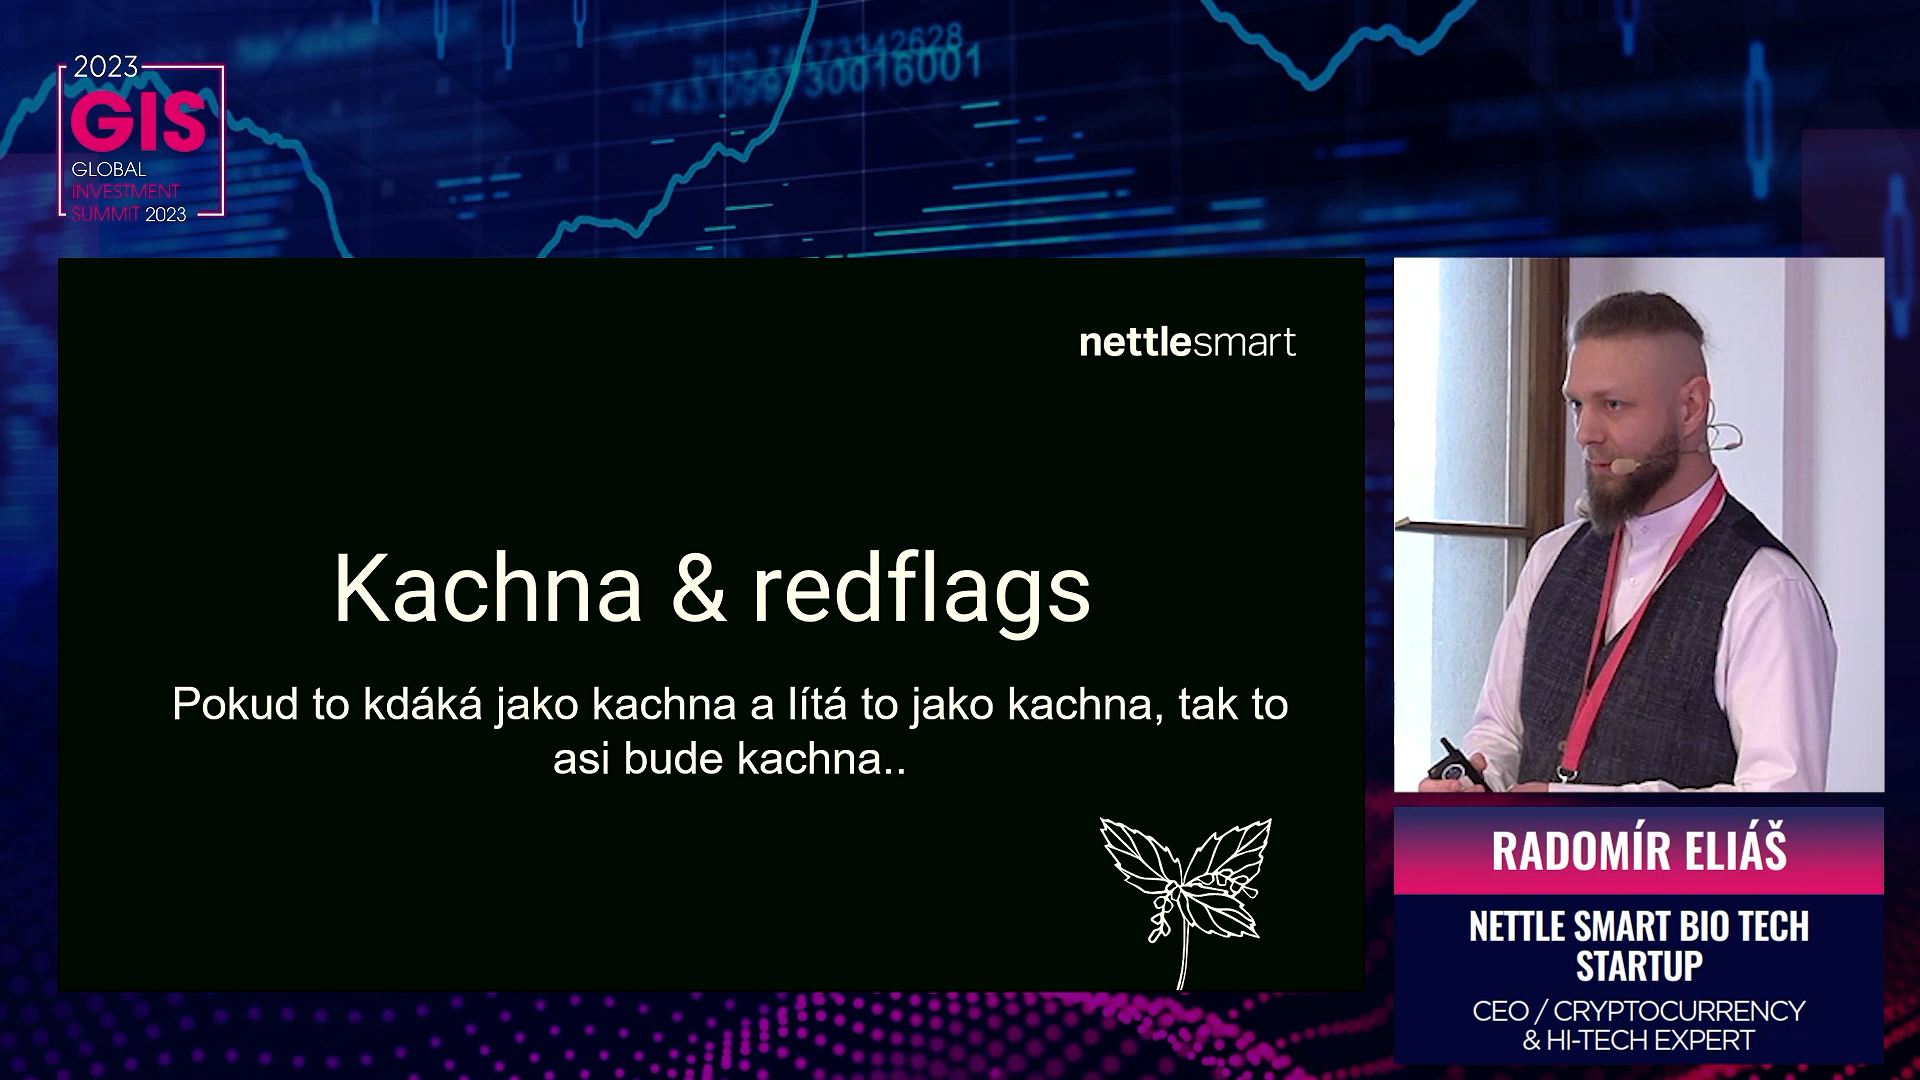 2023
GIS
GLOBAL
INVESTMENT
SUMMIT 2023
nettlesmart
Kachna & redflags
Pokud to kdáká jako kachna a lítá to jako kachna, tak to
asi bude kachna..
RADOMÍR ELIÁŠ
NETTLE SMART BIO TECH
STARTUP
CEO / CRYPTOCURRENCY
& HI-TECH EXPERT